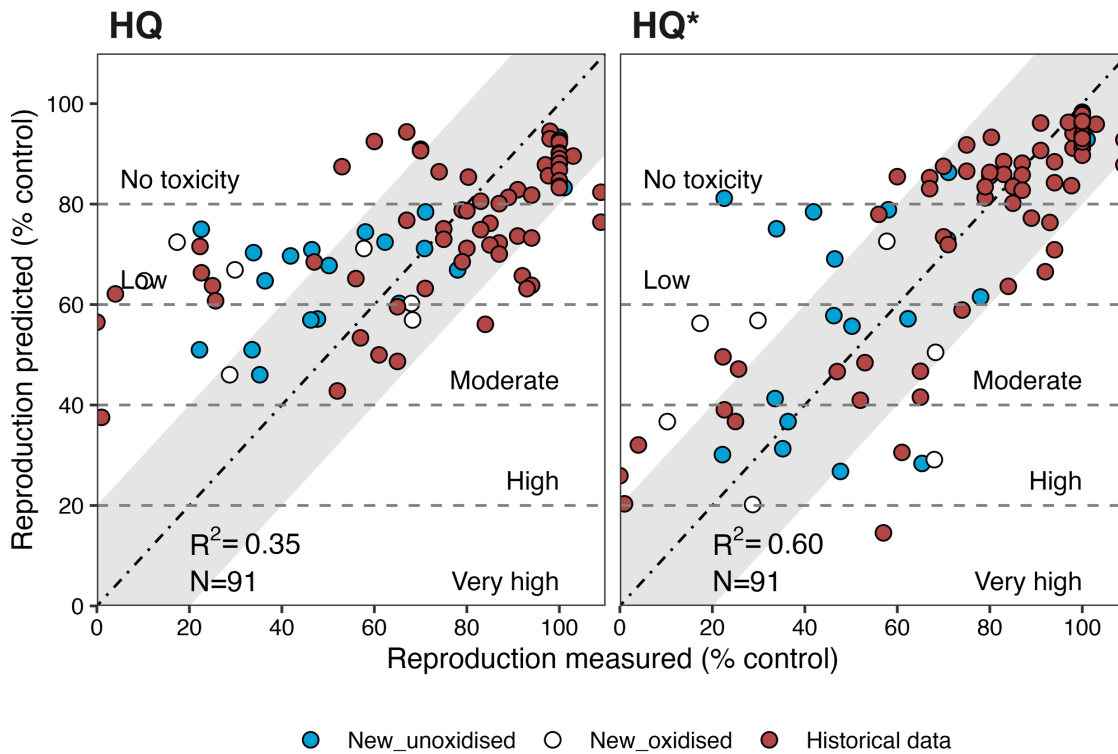 HQ
HQ*
Reproduction predicted (% control)
100
80
60
40
20
0
No toxicity
Low
Moderate
High
Very high
R²= 0.35
N=91
0 20 40 60 80 100
No toxicity
Low
Moderate
High
Very high
R²= 0.60
N=91
0 20 40 60 80 100
Reproduction measured (% control)
New_unoxidised New_oxidised Historical data